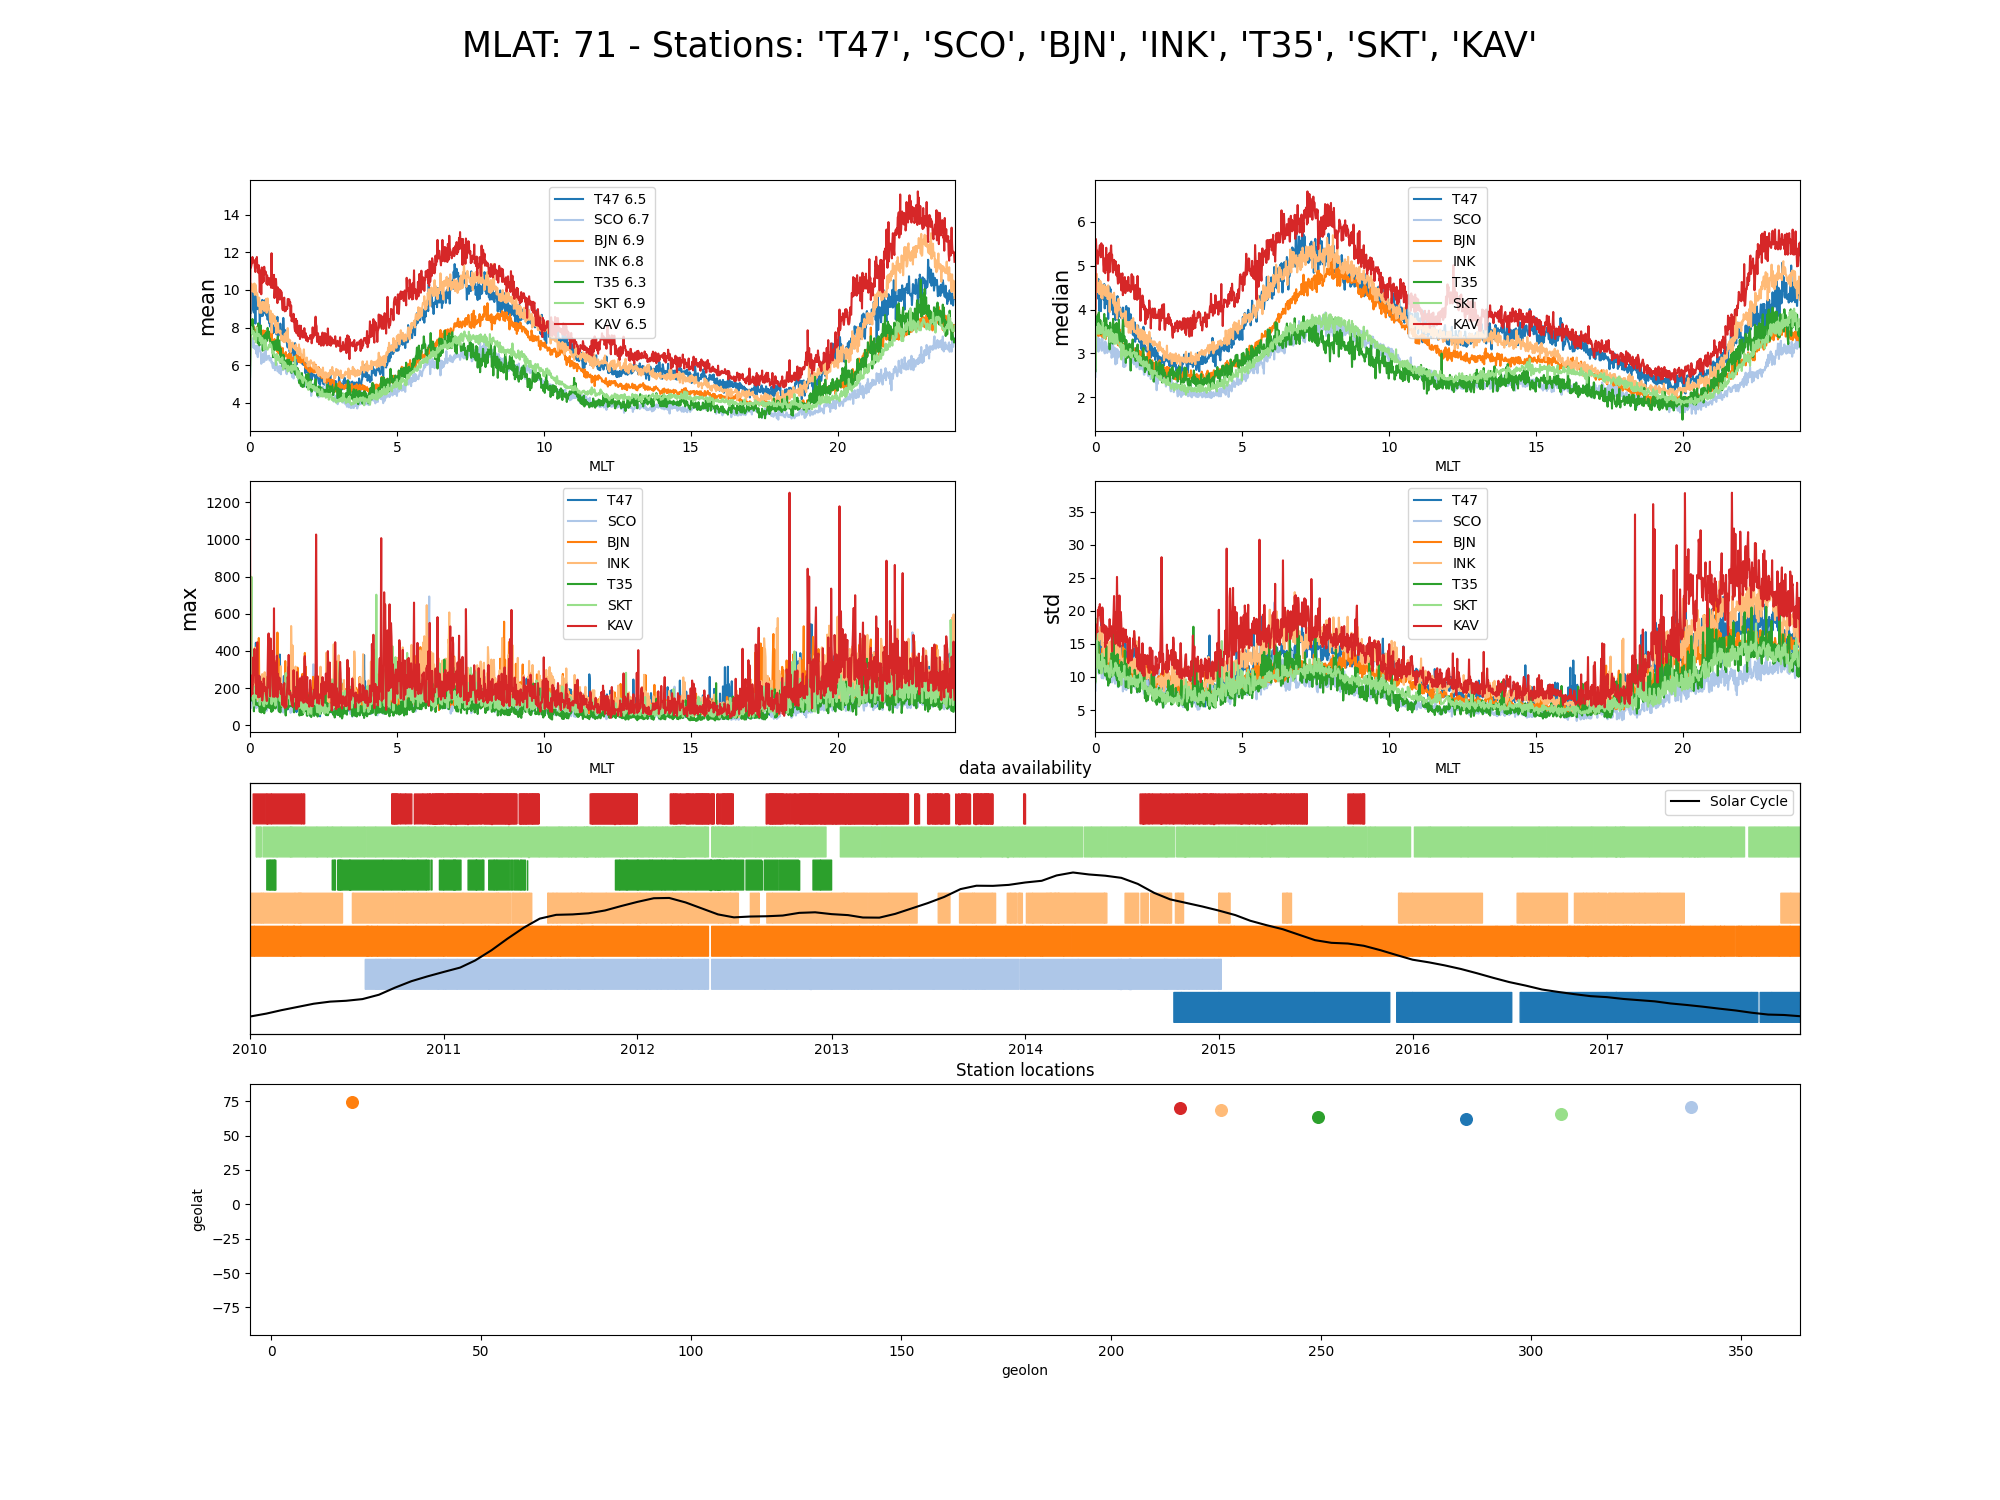 MLAT: 71 - Stations: 'T47', 'SCO', 'BJN', 'INK', 'T35', 'SKT', 'KAV'
mean
14
12
10
8
6
4
T47 6.5
SCO 6.7
BJN 6.9
INK 6.8
T35 6.3
SKT 6.9
KAV 6.5
0 5 10 15 20
MLT
median
6
5
4
3
2
T47
SCO
BJN
INK
T35
SKT
KAV
0 5 10 15 20
MLT
max
1200
1000
800
600
400
200
0
T47
SCO
BJN
INK
T35
SKT
KAV
0 5 10 15 20
MLT
std
35
30
25
20
15
10
5
T47
SCO
BJN
INK
T35
SKT
KAV
0 5 10 15 20
MLT
data availability
Solar Cycle
2010 2011 2012 2013 2014 2015 2016 2017
Station locations
geolat
75
50
25
0
−25
−50
−75
0 50 100 150 200 250 300 350
geolon